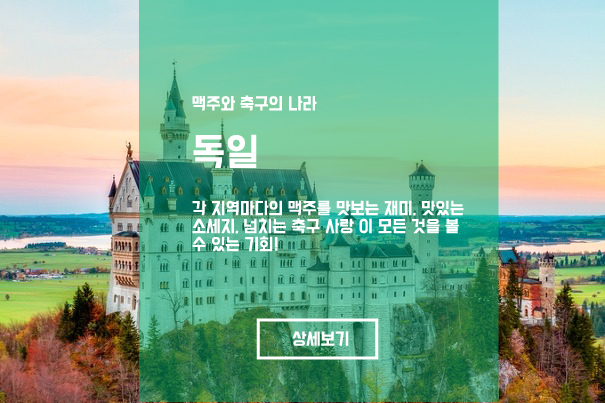 맥주와 축구의 나라
독일
각 지역마다의 맥주를 맛보는 재미. 맛있는
소세지. 넘치는 축구 사랑 이 모든 것을 볼
수 있는 기회!
상세보기